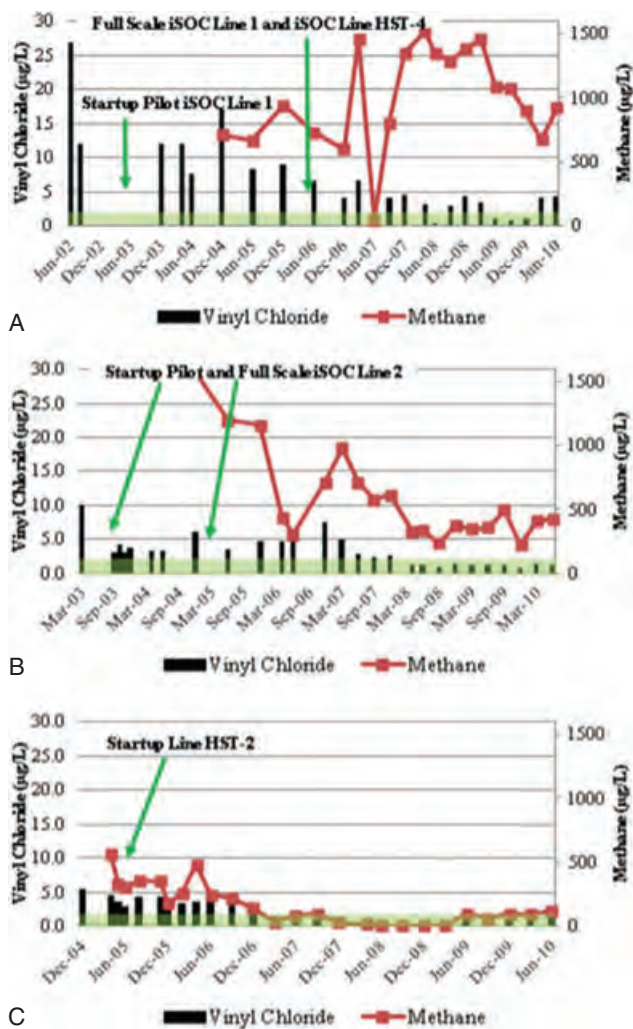 Full Scale iSOC Line 1 and iSOC Line HST-4
Startup Pilot iSOC Line 1
Vinyl Chloride (µg/L)
30
25
20
15
10
5
0
Methane (µg/L)
1500
1000
500
0
Jun-02
Dec-02
Jun-03
Dec-03
Jun-04
Dec-04
Jun-05
Dec-05
Jun-06
Dec-06
Jun-07
Dec-07
Jun-08
Dec-08
Jun-09
Dec-09
Jun-10
Vinyl Chloride Methane
A
Startup Pilot and Full Scale iSOC Line 2
Vinyl Chloride (µg/L)
30.0
25.0
20.0
15.0
10.0
5.0
0.0
Methane (µg/L)
1500
1000
500
0
Mar-03
Sep-03
Mar-04
Sep-04
Mar-05
Sep-05
Mar-06
Sep-06
Mar-07
Sep-07
Mar-08
Sep-08
Mar-09
Sep-09
Mar-10
Vinyl Chloride Methane
B
Startup Line HST-2
Vinyl Chloride (µg/L)
30.0
25.0
20.0
15.0
10.0
5.0
0.0
Methane (µg/L)
1500
1000
500
0
Dec-04
Jun-05
Dec-05
Jun-06
Dec-06
Jun-07
Dec-07
Jun-08
Dec-08
Jun-09
Dec-09
Jun-10
Vinyl Chloride Methane
C